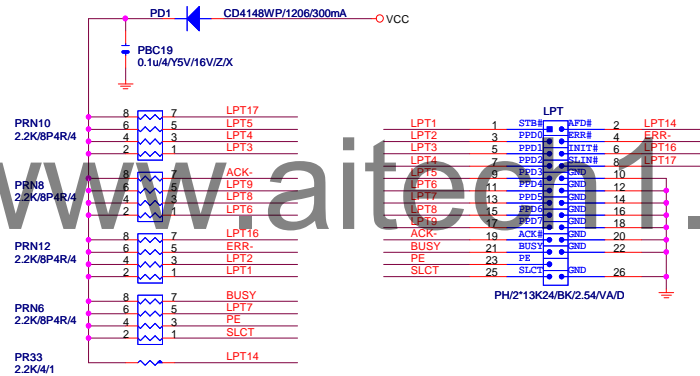 PD1 CD4148WP/1206/300mA VCC
PBC19
0.1u/4/Y5V/16V/Z/X
PRN10
2.2K/8P4R/4
8 7 LPT17
6 5 LPT5
4 3 LPT4
2 1 LPT3
PRN8
2.2K/8P4R/4
8 7 ACK-
6 5 LPT9
4 3 LPT8
2 1 LPT6
PRN12
2.2K/8P4R/4
8 7 LPT16
6 5 ERR-
4 3 LPT2
2 1 LPT1
PRN6
2.2K/8P4R/4
8 7 BUSY
6 5 LPT7
4 3 PE
2 1 SLCT
PR33
2.2K/4/1
LPT14
LPT
LPT1 1 STB# AFD# 2 LPT14
LPT2 3 PPD0 ERR# 4 ERR-
LPT3 5 PPD1 INIT# 6 LPT16
LPT4 7 PPD2 SLIN# 8 LPT17
LPT5 9 PPD3 GND 10
LPT6 11 PPD4 GND 12
LPT7 13 PPD5 GND 14
LPT8 15 PPD6 GND 16
LPT9 17 PPD7 GND 18
ACK- 19 ACK# GND 20
BUSY 21 BUSY GND 22
PE 23 PE
SLCT 25 SLCT GND 26
PH/2*13K24/BK/2.54/VA/D
www.aitech1.